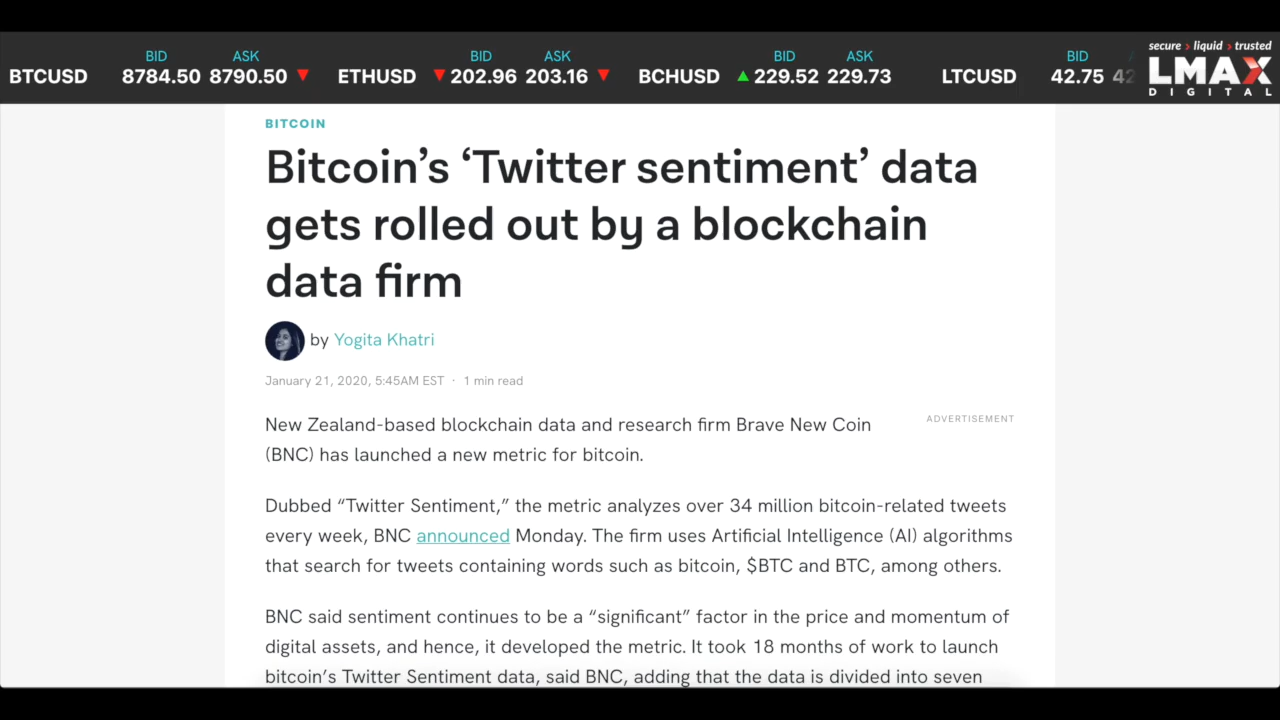 BID ASK BID ASK BID ASK BID secure › liquid › trusted
BTCUSD 8784.50 8790.50 ▼ ETHUSD ▼ 202.96 203.16 ▼ BCHUSD ▲ 229.52 229.73 LTCUSD 42.75 42 LMAX
DIGITAL
BITCOIN
Bitcoin’s ‘Twitter sentiment’ data
gets rolled out by a blockchain
data firm
by Yogita Khatri
January 21, 2020, 5:45AM EST · 1 min read
ADVERTISEMENT
New Zealand-based blockchain data and research firm Brave New Coin
(BNC) has launched a new metric for bitcoin.
Dubbed “Twitter Sentiment,” the metric analyzes over 34 million bitcoin-related tweets
every week, BNC announced Monday. The firm uses Artificial Intelligence (AI) algorithms
that search for tweets containing words such as bitcoin, $BTC and BTC, among others.
BNC said sentiment continues to be a “significant” factor in the price and momentum of
digital assets, and hence, it developed the metric. It took 18 months of work to launch
bitcoin’s Twitter Sentiment data, said BNC, adding that the data is divided into seven